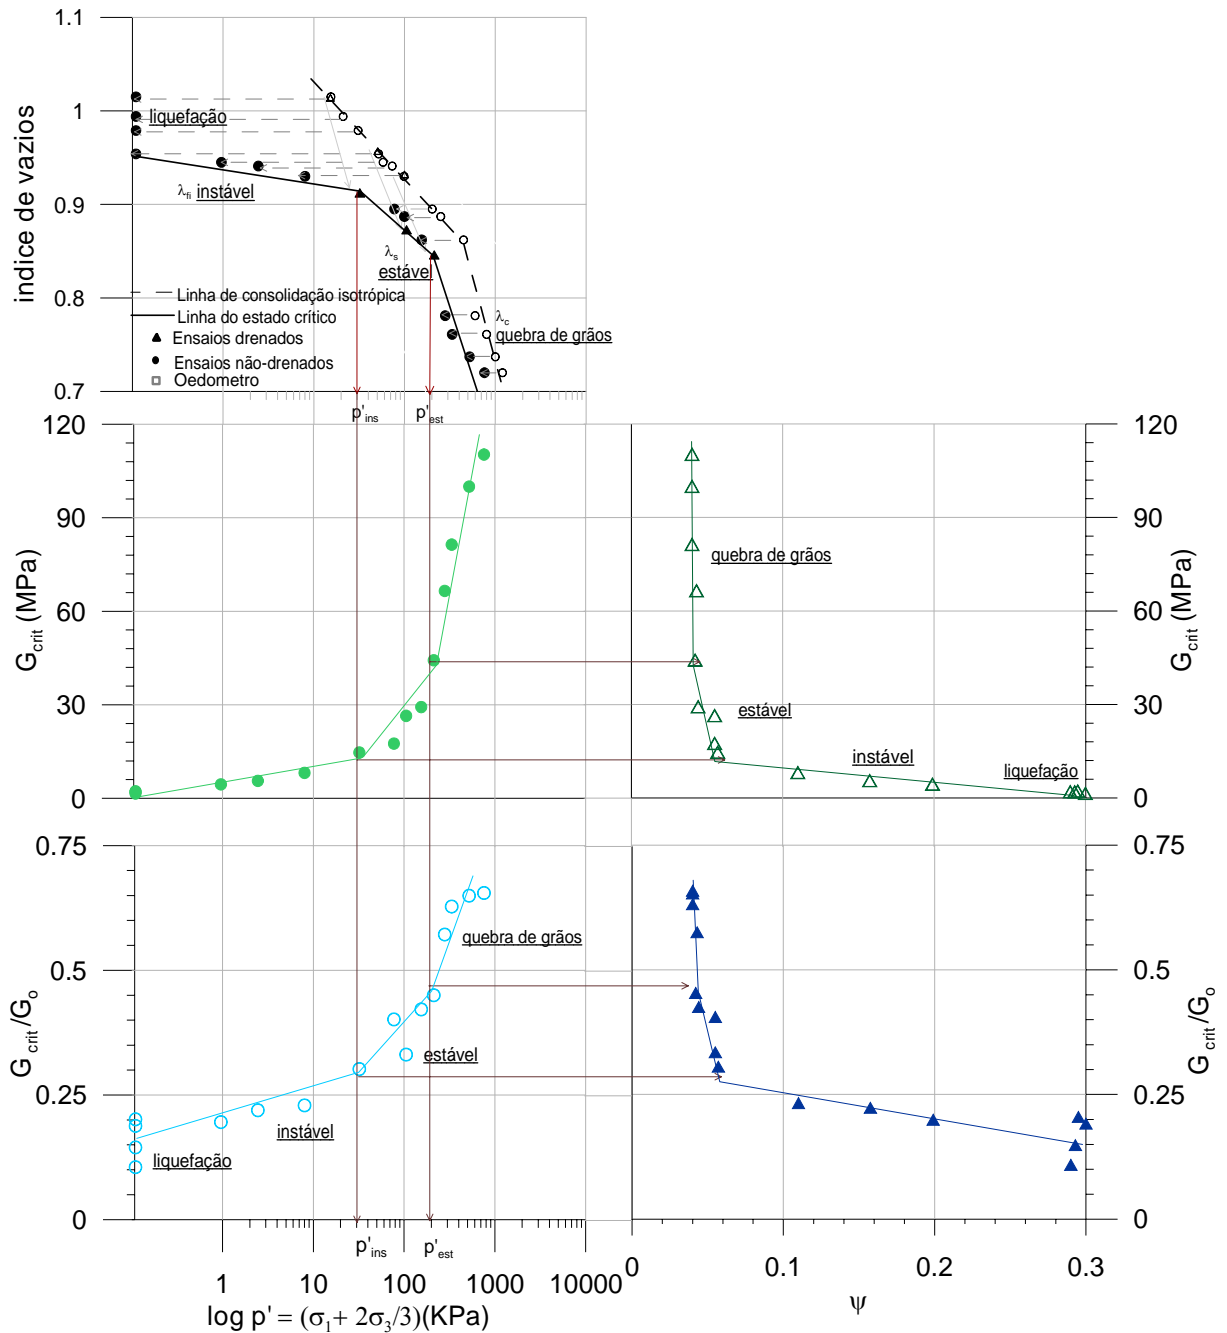 1.1
1
0.9
0.8
0.7
indice de vazios
liquefação
λfi instável
λs
estável
λc
quebra de grãos
Linha de consolidação isotrópica
Linha do estado crítico
Ensaios drenados
Ensaios não-drenados
Oedometro
p'ins
p'est
120
90
60
30
0
Gcrit (MPa)
quebra de grãos
estável
instável
liquefação
120
90
60
30
0
Gcrit (MPa)
0.75
0.5
0.25
0
G crit /Go
quebra de grãos
estável
instável
liquefação
p'ins
p'est
1
10
100
1000
10000
log p' = (σ1+ 2σ3/3)(KPa)
0.75
0.5
0.25
0
G crit /Go
0
0.1
0.2
0.3
ψ